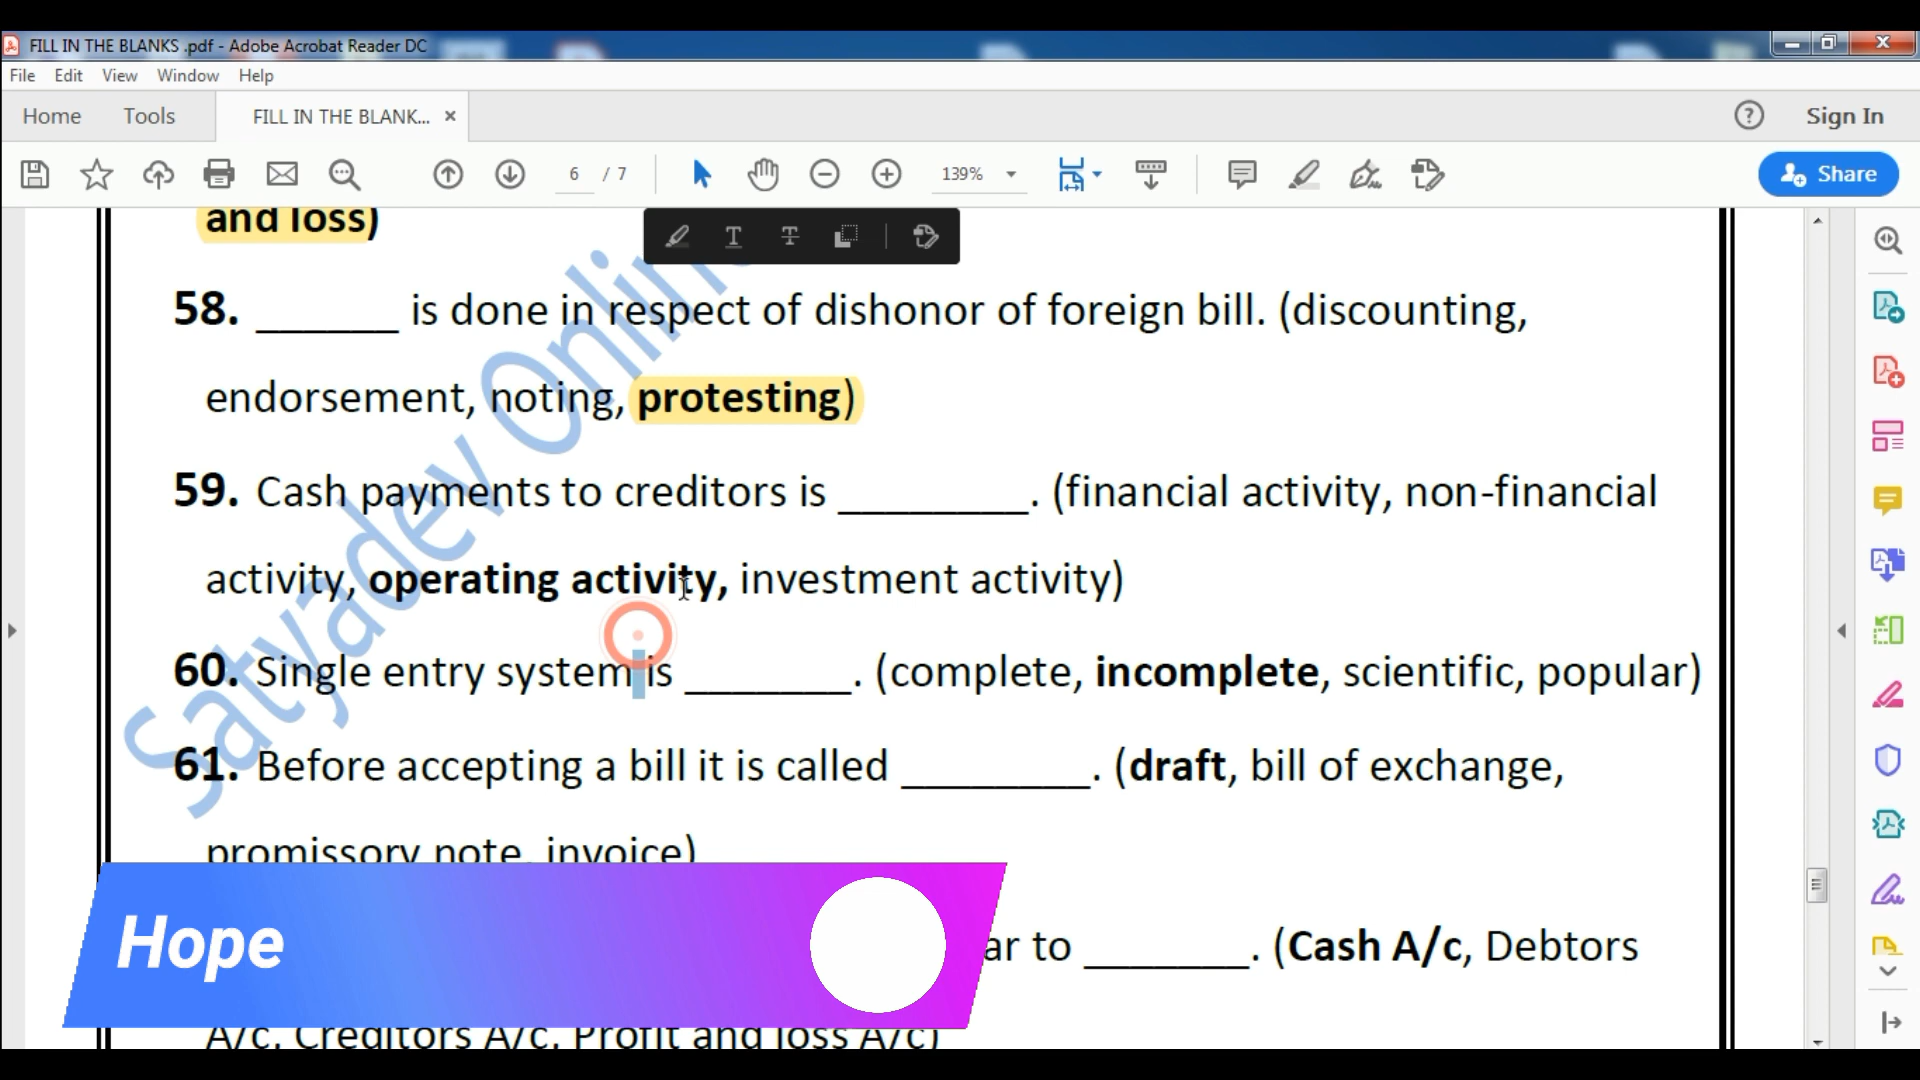 FILL IN THE BLANKS .pdf - Adobe Acrobat Reader DC
File Edit View Window Help
Home Tools FILL IN THE BLANK... × Sign In
6 / 7 139% Share
and loss)
58. ______ is done in respect of dishonor of foreign bill. (discounting,
endorsement, noting, protesting)
59. Cash payments to creditors is ________. (financial activity, non-financial
activity, operating activity, investment activity)
60. Single entry system is _______. (complete, incomplete, scientific, popular)
61. Before accepting a bill it is called ________. (draft, bill of exchange,
promissory note, invoice)
ar to _______. (Cash A/c, Debtors
A/c, Creditors A/c, Profit and loss A/c)
Hope
Satyadev Online